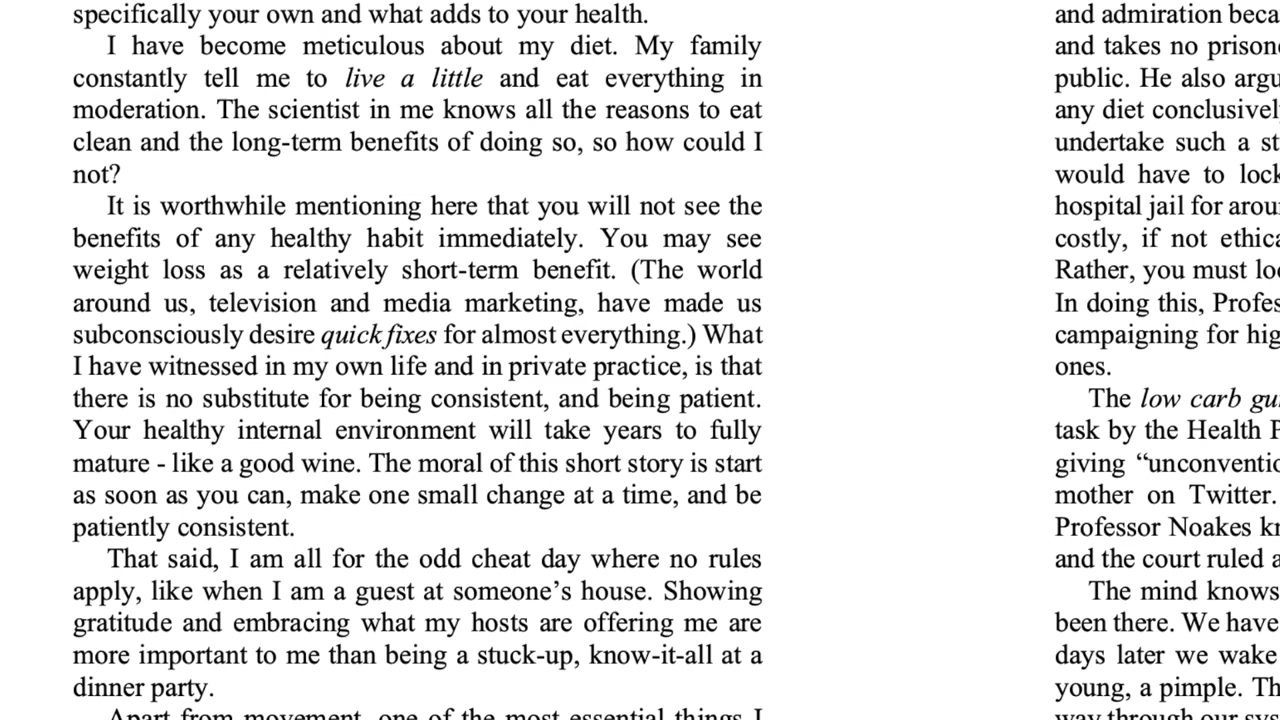 specifically your own and what adds to your health.
I have become meticulous about my diet. My family
constantly tell me to live a little and eat everything in
moderation. The scientist in me knows all the reasons to eat
clean and the long-term benefits of doing so, so how could I
not?
It is worthwhile mentioning here that you will not see the
benefits of any healthy habit immediately. You may see
weight loss as a relatively short-term benefit. (The world
around us, television and media marketing, have made us
subconsciously desire quick fixes for almost everything.) What
I have witnessed in my own life and in private practice, is that
there is no substitute for being consistent, and being patient.
Your healthy internal environment will take years to fully
mature - like a good wine. The moral of this short story is start
as soon as you can, make one small change at a time, and be
patiently consistent.
That said, I am all for the odd cheat day where no rules
apply, like when I am a guest at someone’s house. Showing
gratitude and embracing what my hosts are offering me are
more important to me than being a stuck-up, know-it-all at a
dinner party.
Apart from movement, one of the most essential things I
and admiration
and takes no
public. He also
any diet
undertake such a
would have to lock
hospital jail for
costly, if not
Rather, you must
In doing this,
campaigning for
ones.
The low carb
task by the Health
giving
mother on Twitter.
Professor Noakes
and the court ruled
The mind knows
been there. We have
days later we wake
young, a pimple.
way through our